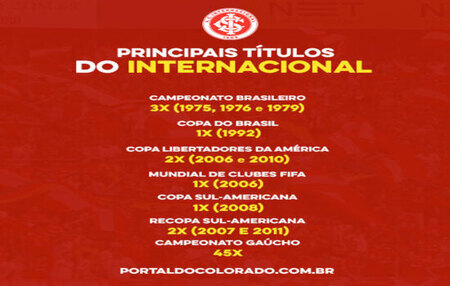 PRINCIPAIS TÍTULOS
DO INTERNACIONAL
CAMPEONATO BRASILEIRO
3X (1975, 1976 e 1979)
COPA DO BRASIL
1X (1992)
COPA LIBERTADORES DA AMÉRICA
2X (2006 e 2010)
MUNDIAL DE CLUBES FIFA
1X (2006)
COPA SUL-AMERICANA
1X (2008)
RECOPA SUL-AMERICANA
2X (2007 E 2011)
CAMPEONATO GAÚCHO
45X
PORTALDOCOLORADO.COM.BR